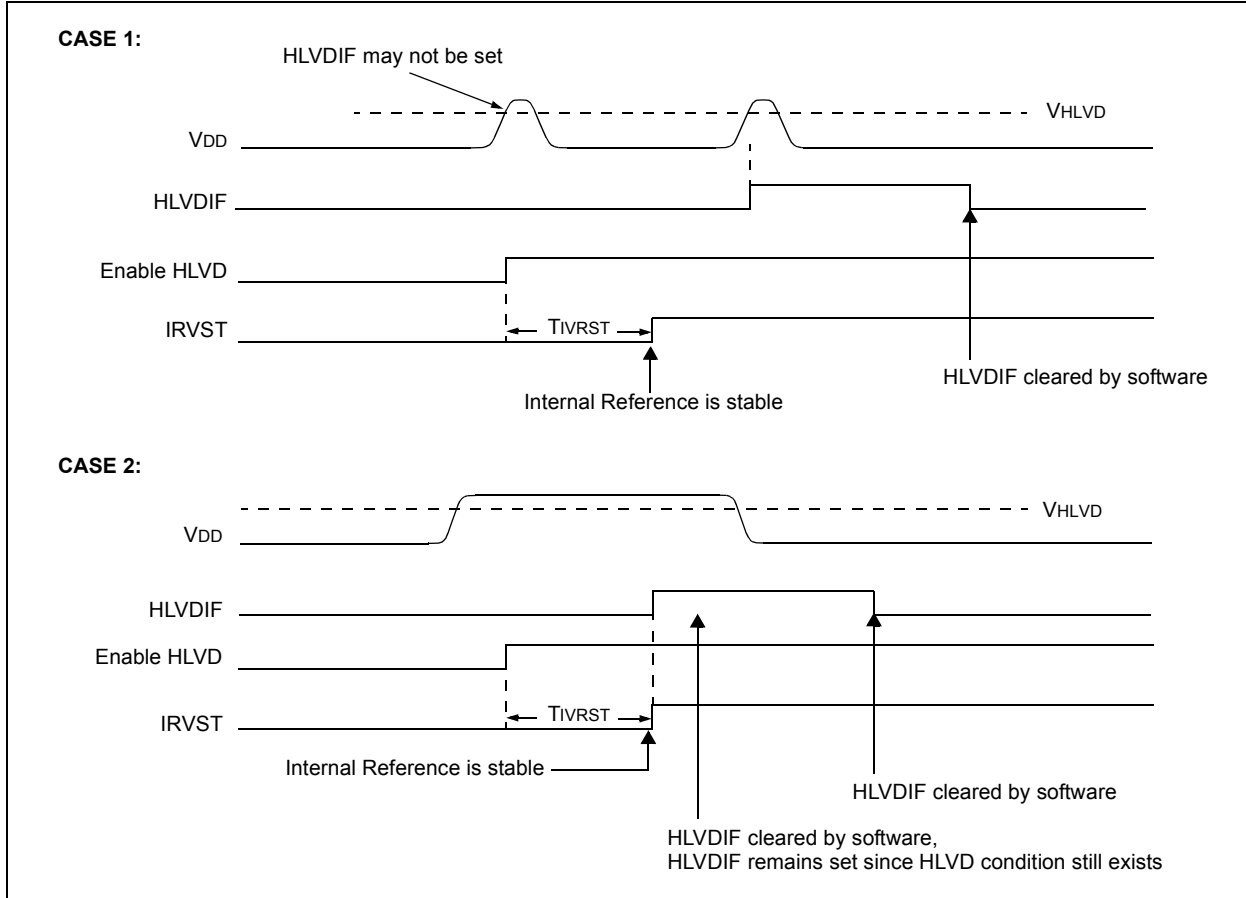 CASE 1:
HLVDIF may not be set
VHLVD
VDD
HLVDIF
Enable HLVD
TIVRST
IRVST
HLVDIF cleared by software
Internal Reference is stable
CASE 2:
VHLVD
VDD
HLVDIF
Enable HLVD
TIVRST
IRVST
Internal Reference is stable
HLVDIF cleared by software
HLVDIF cleared by software,
HLVDIF remains set since HLVD condition still exists